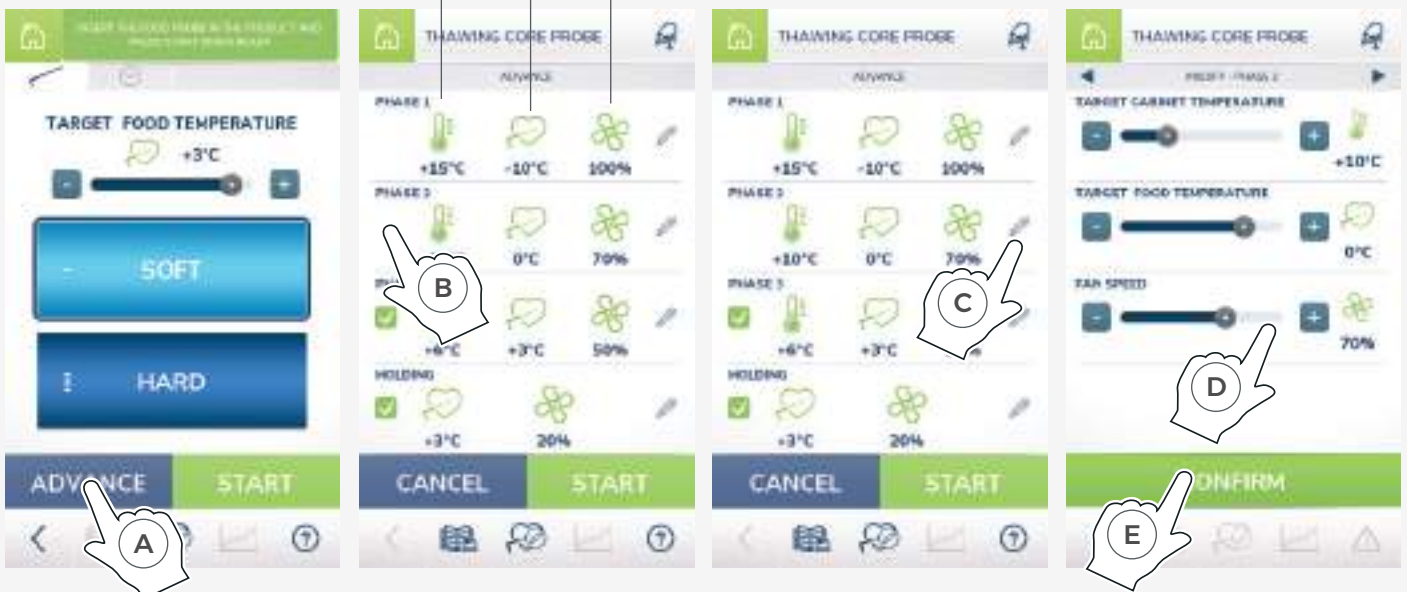 TARGET FOOD TEMPERATURE
+3°C
SOFT
HARD
ADVANCE
START
A
THAWING CORE PROBE
ADVANCE
PHASE 1
+15°C -10°C 100%
PHASE 2
0°C 70%
B
+6°C +3°C 50%
HOLDING
+3°C 20%
CANCEL
START
THAWING CORE PROBE
ADVANCE
PHASE 1
+15°C -10°C 100%
PHASE 2
+10°C 0°C 70%
C
PHASE 3
+6°C +3°C
HOLDING
+3°C 20%
CANCEL
START
THAWING CORE PROBE
PHASE 2
TARGET CABINET TEMPERATURE
+10°C
TARGET FOOD TEMPERATURE
0°C
FAN SPEED
70%
D
CONFIRM
E